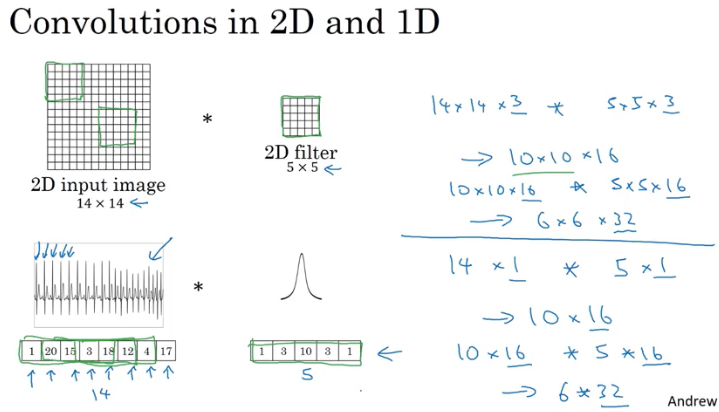 Convolutions in 2D and 1D
*
2D input image
14 × 14 ←
2D filter
5 × 5 ←
14×14 ×3 * 5×5×3
→ 10×10 ×16
10×10×16 * 5×5×16
→ 6×6 ×32
*
1 20 15 3 18 12 4 17
14
1 3 10 3 1 ←
5
14 × 1 * 5 × 1
→ 10×16
10 ×16 * 5 *16
→ 6 * 32
Andrew